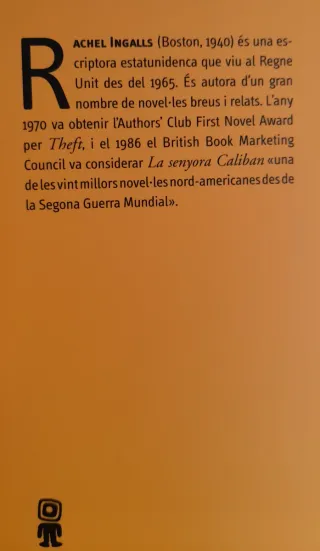 RACHEL INGALLS (Boston, 1940) és una es-
criptora estatunidenca que viu al Regne
Unit des del 1965. És autora d'un gran
nombre de novel·les breus i relats. L'any
1970 va obtenir l'Authors' Club First Novel Award
per Theft, i el 1986 el British Book Marketing
Council va considerar La senyora Caliban «una
de les vint millors novel·les nord-americanes des de
la Segona Guerra Mundial».